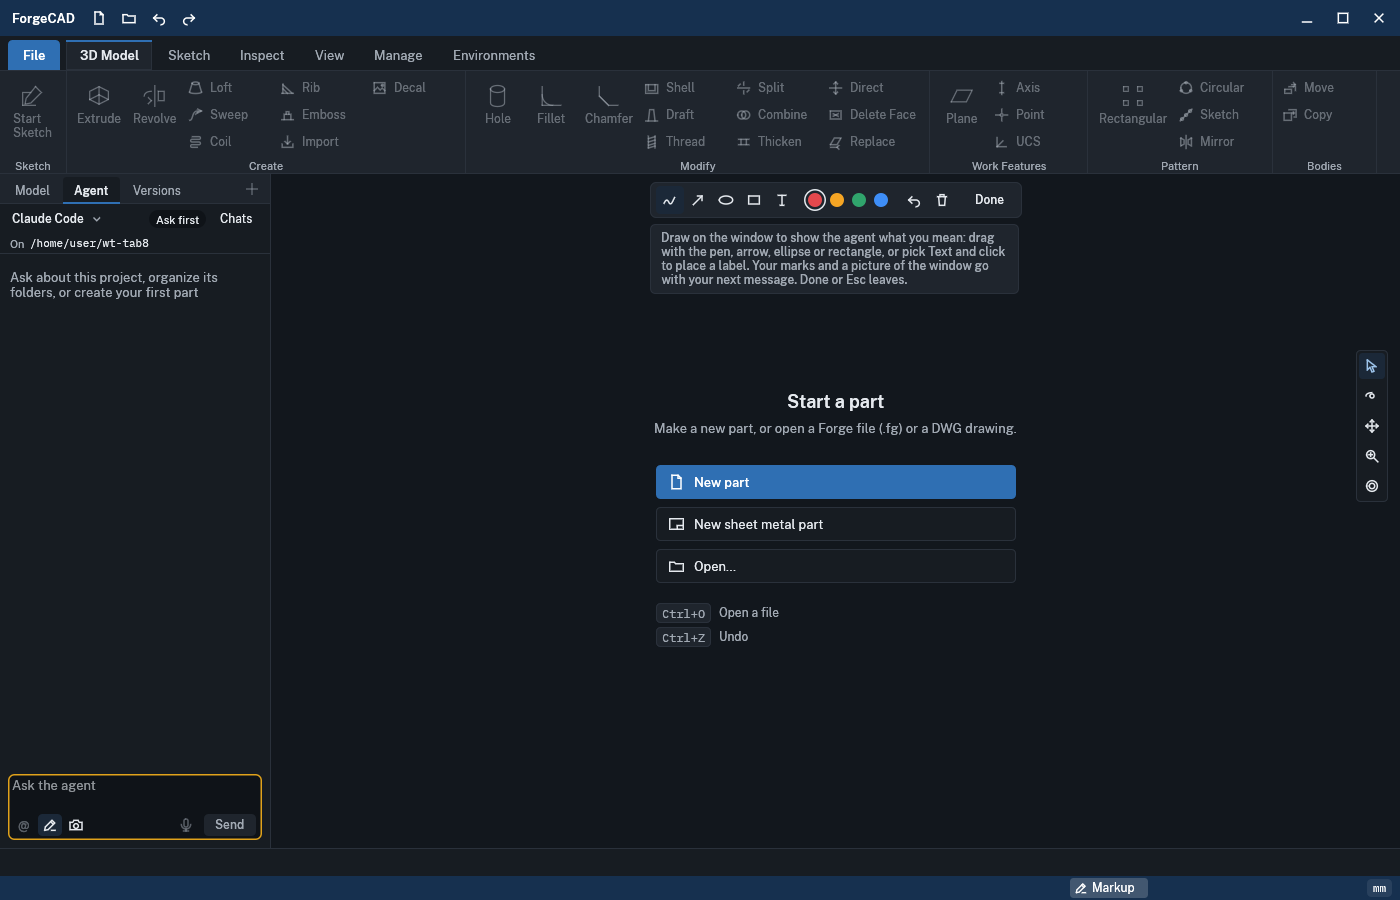 ForgeCAD
File
3D Model
Sketch
Inspect
View
Manage
Environments
Start
Sketch
Extrude
Revolve
Loft
Sweep
Coil
Rib
Emboss
Import
Decal
Hole
Fillet
Chamfer
Shell
Draft
Thread
Split
Combine
Thicken
Direct
Delete Face
Replace
Plane
Axis
Point
UCS
Rectangular
Circular
Sketch
Mirror
Move
Copy
Sketch
Create
Modify
Work Features
Pattern
Bodies
Model
Agent
Versions
Claude Code
Ask first
Chats
On /home/user/wt-tab8
Ask about this project, organize its
folders, or create your first part
Done
Draw on the window to show the agent what you mean: drag
with the pen, arrow, ellipse or rectangle, or pick Text and click
to place a label. Your marks and a picture of the window go
with your next message. Done or Esc leaves.
Start a part
Make a new part, or open a Forge file (.fg) or a DWG drawing.
New part
New sheet metal part
Open...
Ctrl+O Open a file
Ctrl+Z Undo
Ask the agent
@
Send
Markup
mm